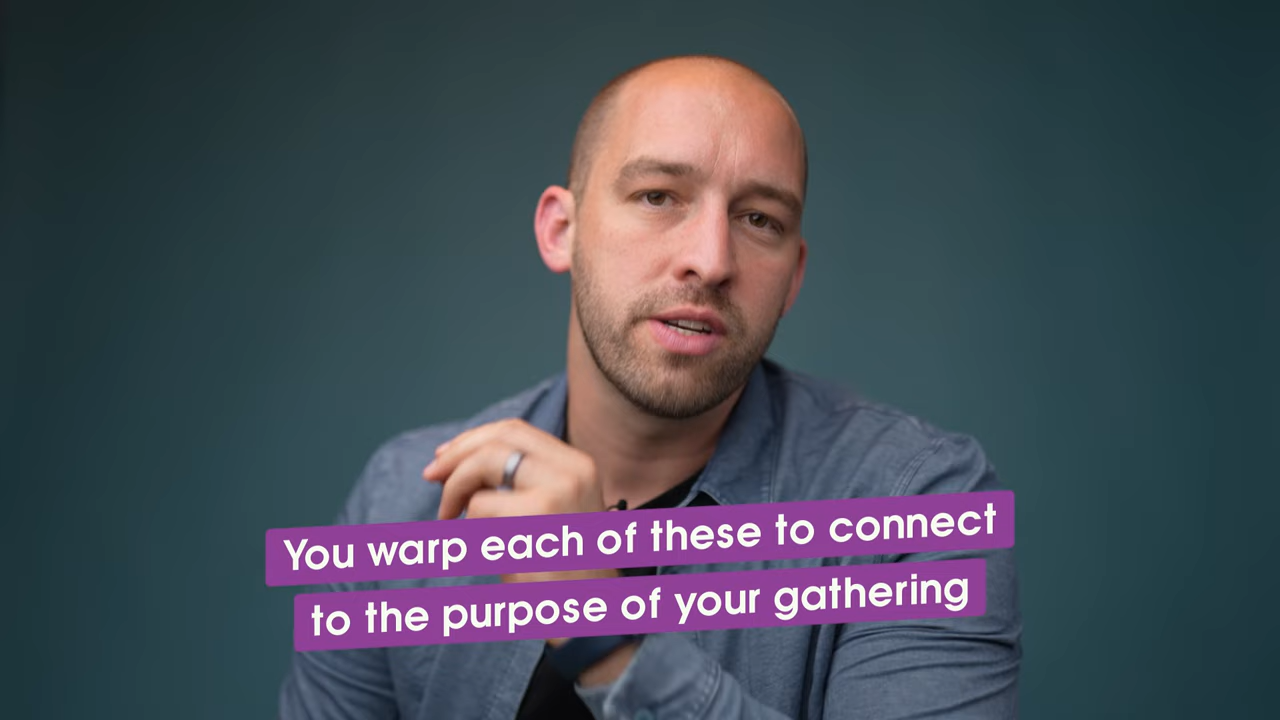 You warp each of these to connect
to the purpose of your gathering